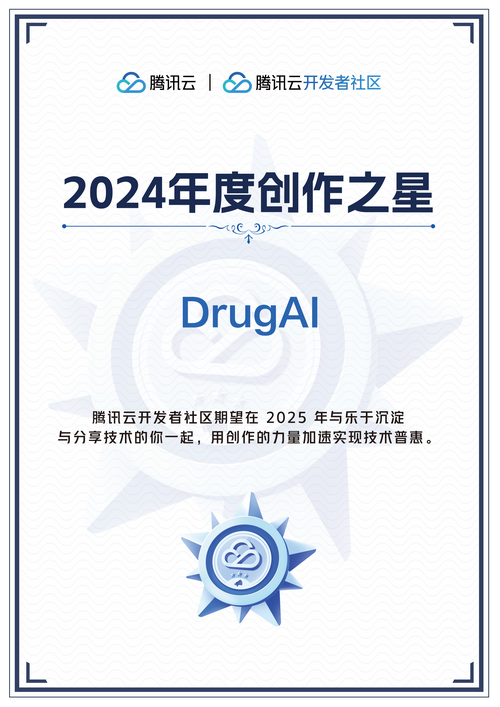 腾讯云 | 腾讯云开发者社区
2024年度创作之星
DrugAI
腾讯云开发者社区期望在 2025 年与乐于沉淀
与分享技术的你一起，用创作的力量加速实现技术普惠。